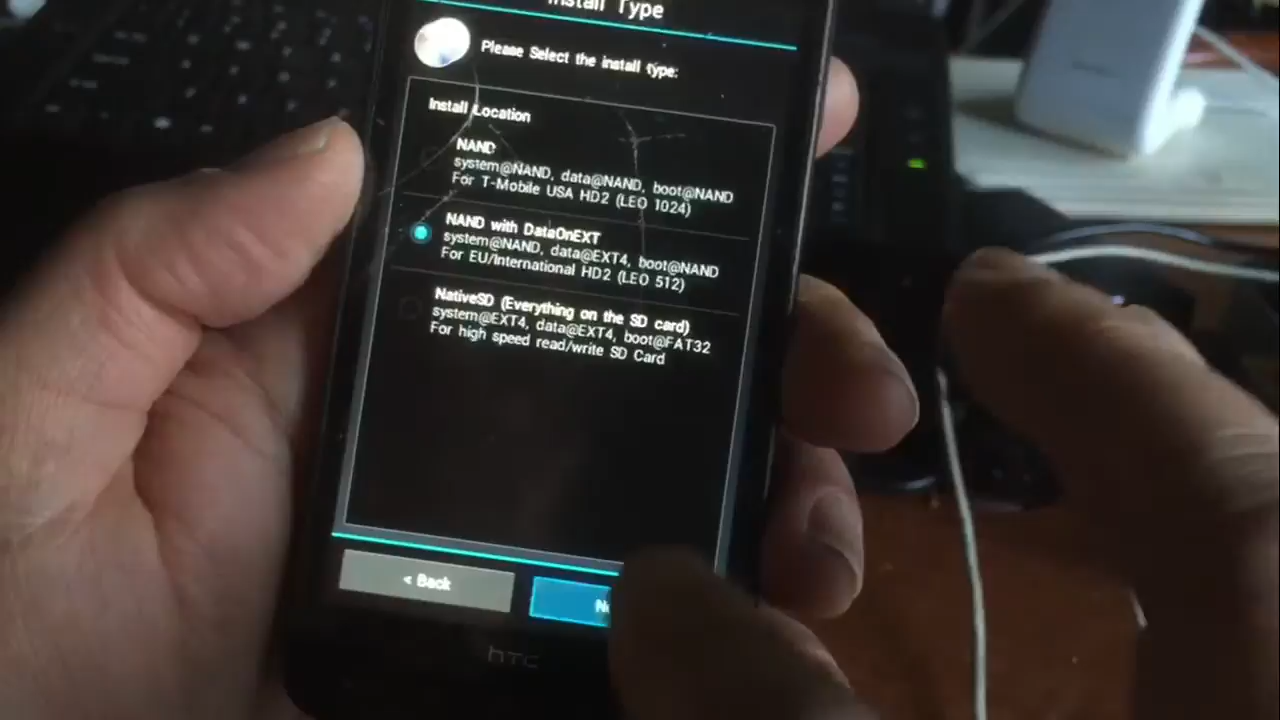 Install Type
Please Select the install type:
Install Location
NAND
system@NAND, data@NAND, boot@NAND
For T-Mobile USA HD2 (LEO 1024)
NAND with DataOnEXT
system@NAND, data@EXT4, boot@NAND
For EU/International HD2 (LEO 512)
NativeSD (Everything on the SD card)
system@EXT4, data@EXT4, boot@FAT32
For high speed read/write SD Card
< Back
hTC